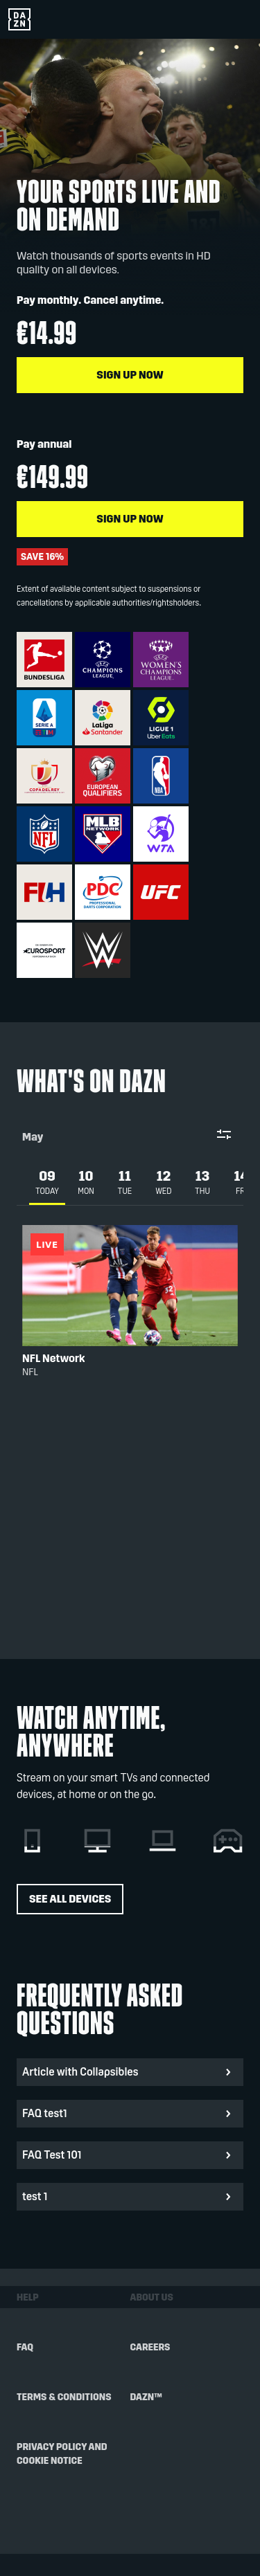 DAZN
YOUR SPORTS LIVE AND
ON DEMAND
Watch thousands of sports events in HD
quality on all devices.
Pay monthly. Cancel anytime.
€14.99
SIGN UP NOW
Pay annual
€149.99
SIGN UP NOW
SAVE 16%
Extent of available content subject to suspensions or
cancellations by applicable authorities/rightsholders.
BUNDESLIGA
CHAMPIONS
LEAGUE
WOMEN'S
CHAMPIONS
LEAGUE
SERIE A
TIM
LaLiga
Santander
LIGUE 1
Uber Eats
COPA DEL REY
EUROPEAN
QUALIFIERS
NBA
NFL
MLB
NETWORK
WTA
FLH
PDC
PROFESSIONAL
DARTS CORPORATION
UFC
EUROSPORT
W
WHAT'S ON DAZN
May
09 10 11 12 13 14
TODAY MON TUE WED THU FR
LIVE
NFL Network
NFL
WATCH ANYTIME,
ANYWHERE
Stream on your smart TVs and connected
devices, at home or on the go.
SEE ALL DEVICES
FREQUENTLY ASKED
QUESTIONS
Article with Collapsibles
FAQ test1
FAQ Test 101
test 1
HELP ABOUT US
FAQ CAREERS
TERMS & CONDITIONS DAZN™
PRIVACY POLICY AND
COOKIE NOTICE